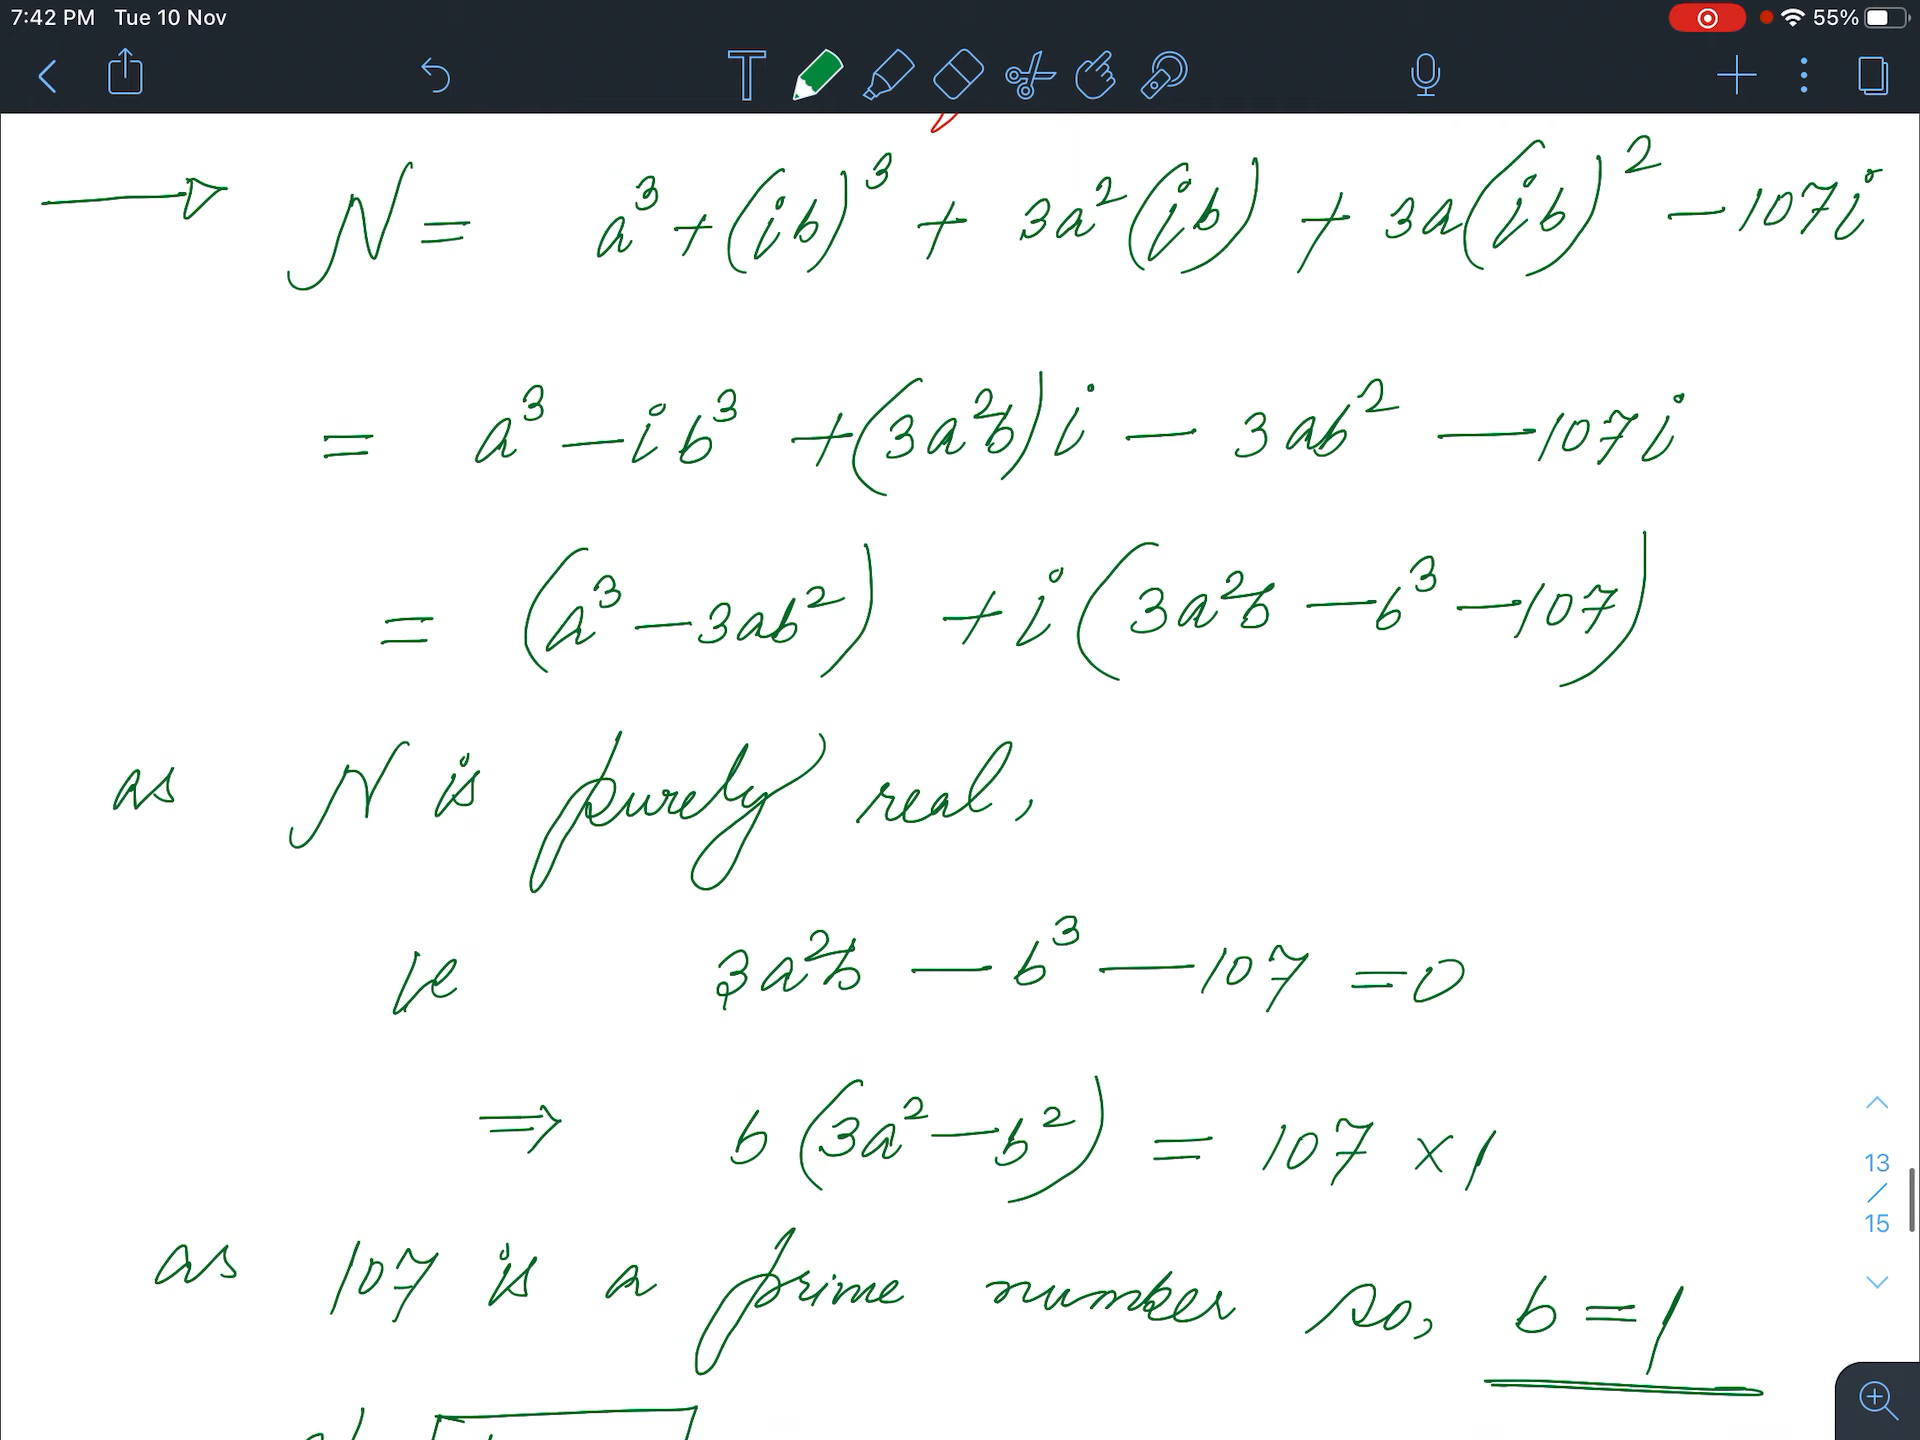 7:42 PM Tue 10 Nov 55%
T
N = a³ + (ib)³ + 3a²(ib) + 3a(ib)² - 107i
= a³ - ib³ + (3a²b)i - 3ab² - 107i
= (a³ - 3ab²) + i(3a²b - b³ - 107)
as N is purely real,
ie 3a²b - b³ - 107 = 0
⇒ b(3a² - b²) = 107 × 1
13
/
15
as 107 is a prime number so, b = 1